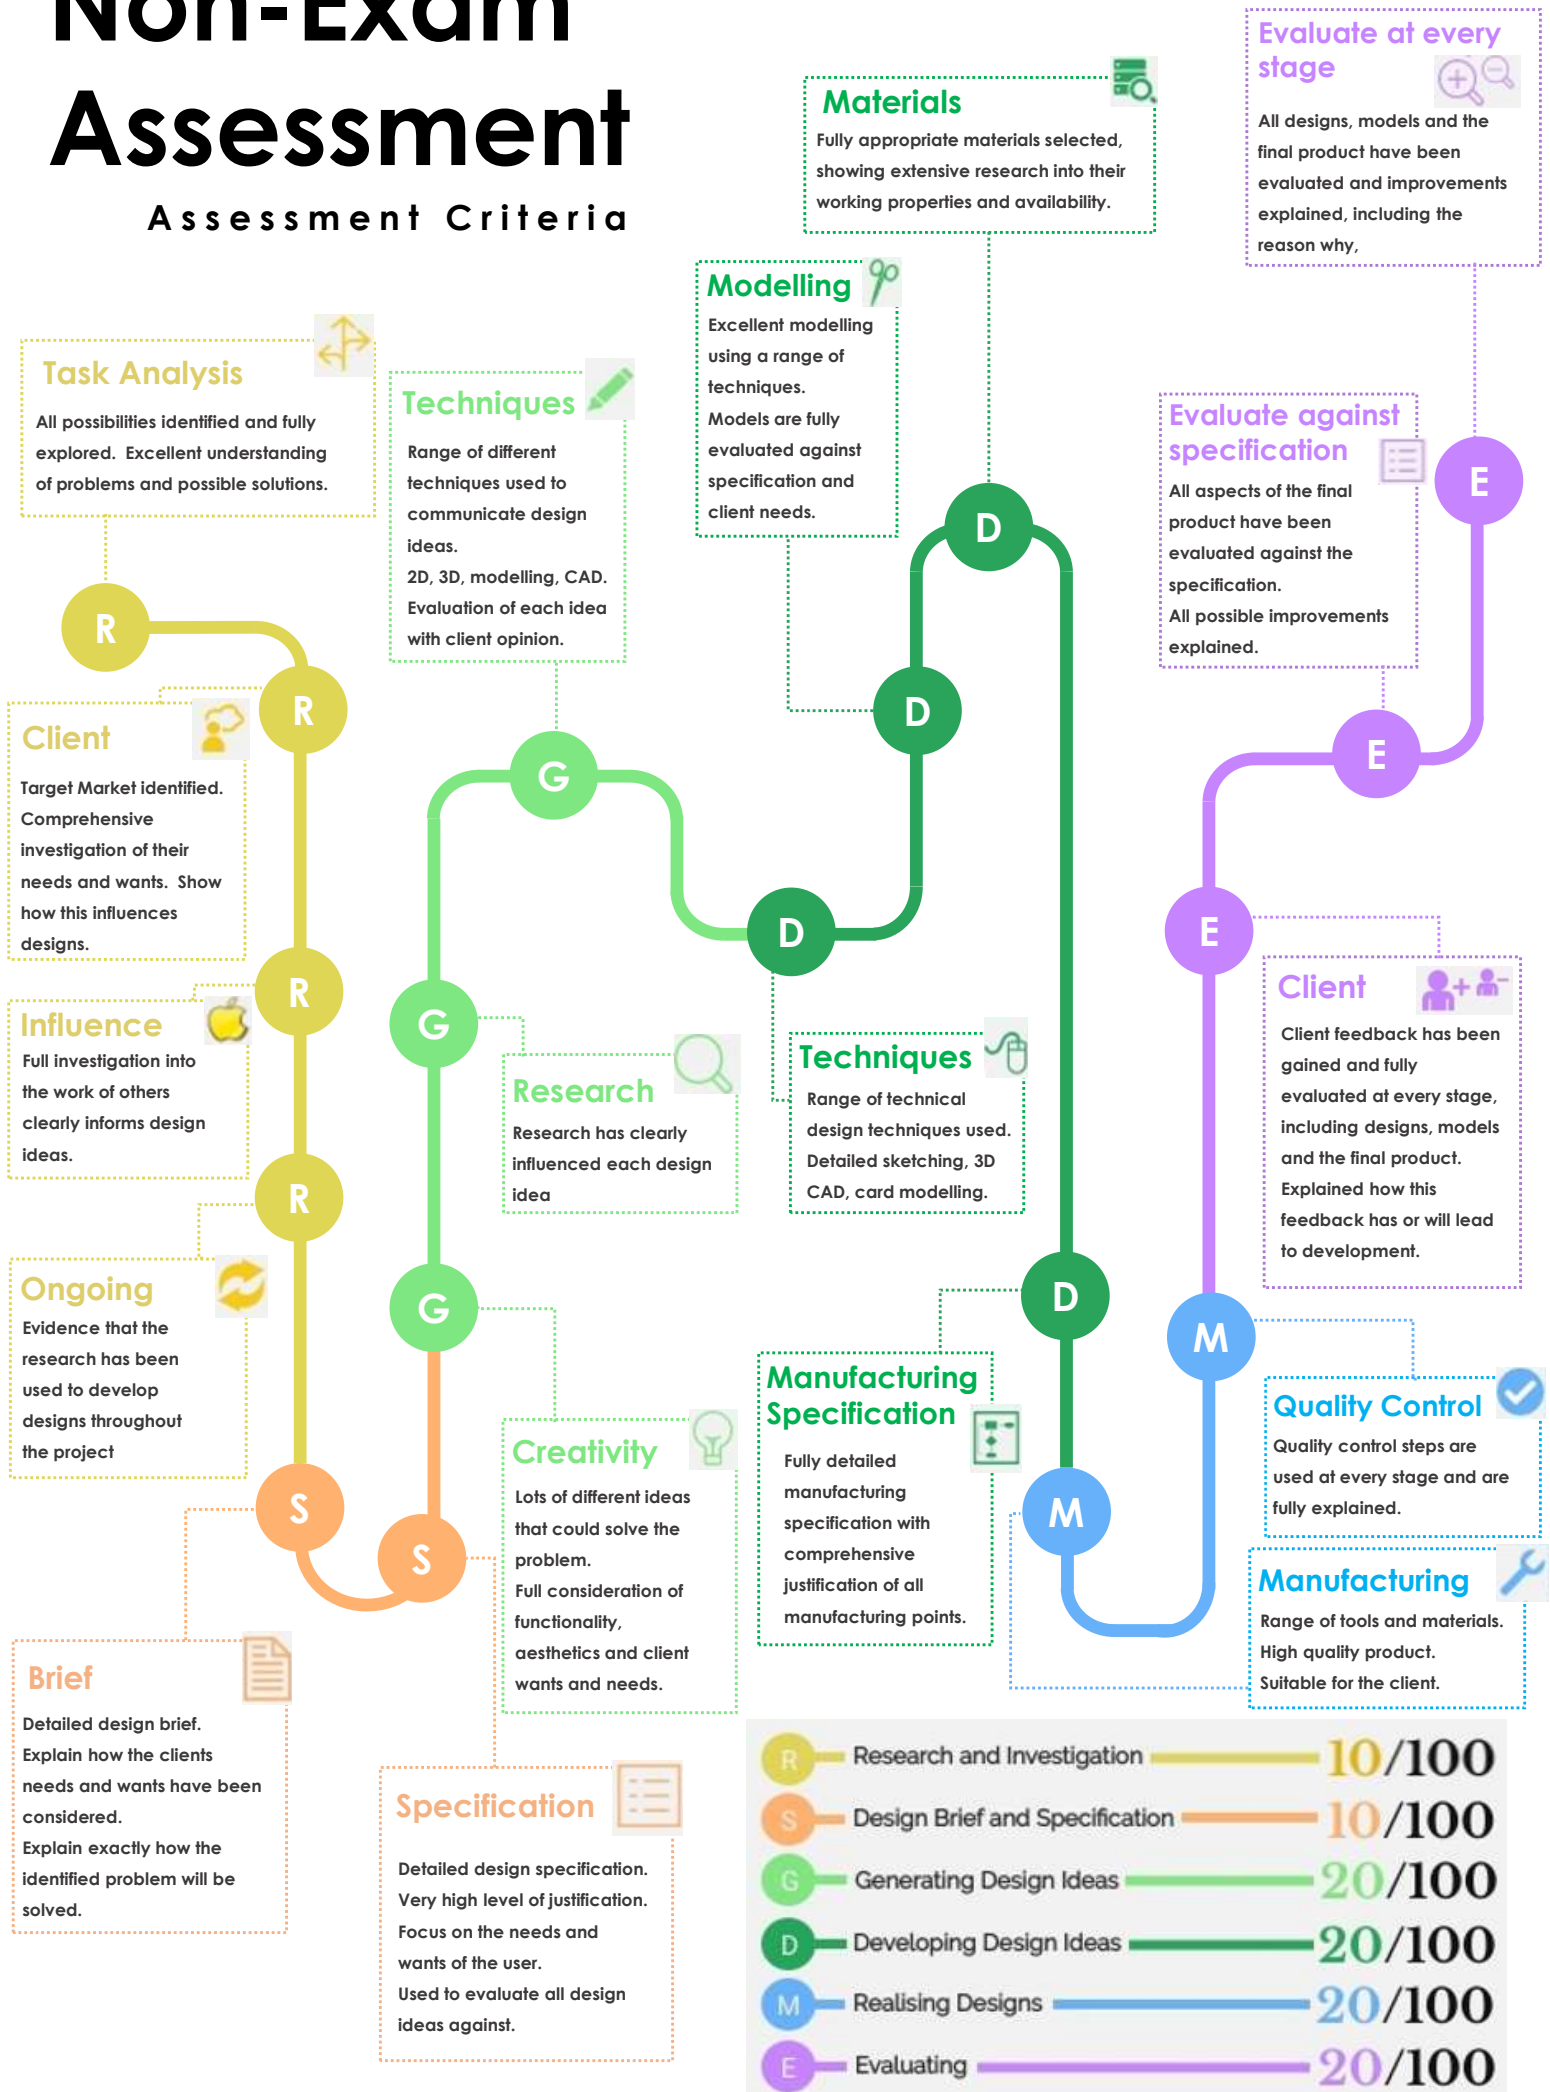 Non-Exam
Assessment
Assessment Criteria
Task Analysis
All possibilities identified and fully
explored.  Excellent understanding
of problems and possible solutions.
R
R
Client
Target Market identified.
Comprehensive
investigation of their
needs and wants.  Show
how this influences
designs.
R
Influence
Full investigation into
the work of others
clearly informs design
ideas.
R
Ongoing
Evidence that the
research has been
used to develop
designs throughout
the project
S
Brief
Detailed design brief.
Explain how the clients
needs and wants have been
considered.
Explain exactly how the
identified problem will be
solved.
S
Specification
Detailed design specification.
Very high level of justification.
Focus on the needs and
wants of the user.
Used to evaluate all design
ideas against.
G
Creativity
Lots of different ideas
that could solve the
problem.
Full consideration of
functionality,
aesthetics and client
wants and needs.
G
Research
Research has clearly
influenced each design
idea
Techniques
Range of different
techniques used to
communicate design
ideas.
2D, 3D, modelling, CAD.
Evaluation of each idea
with client opinion.
G
D
Techniques
Range of technical
design techniques used.
Detailed sketching, 3D
CAD, card modelling.
Modelling
Excellent modelling
using a range of
techniques.
Models are fully
evaluated against
specification and
client needs.
D
Materials
Fully appropriate materials selected,
showing extensive research into their
working properties and availability.
D
D
Manufacturing
Specification
Fully detailed
manufacturing
specification with
comprehensive
justification of all
manufacturing points.
M
Manufacturing
Range of tools and materials.
High quality product.
Suitable for the client.
M
Quality Control
Quality control steps are
used at every stage and are
fully explained.
E
Client
Client feedback has been
gained and fully
evaluated at every stage,
including designs, models
and the final product.
Explained how this
feedback has or will lead
to development.
Evaluate against
specification
All aspects of the final
product have been
evaluated against the
specification.
All possible improvements
explained.
E
Evaluate at every
stage
All designs, models and the
final product have been
evaluated and improvements
explained, including the
reason why,
E
R Research and Investigation 10/100
S Design Brief and Specification 10/100
G Generating Design Ideas 20/100
D Developing Design Ideas 20/100
M Realising Designs 20/100
E Evaluating 20/100